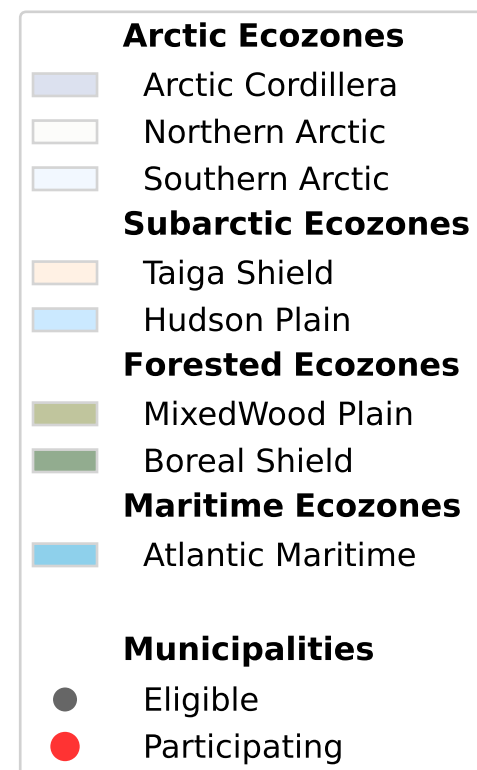 Arctic Ecozones
Arctic Cordillera
Northern Arctic
Southern Arctic
Subarctic Ecozones
Taiga Shield
Hudson Plain
Forested Ecozones
MixedWood Plain
Boreal Shield
Maritime Ecozones
Atlantic Maritime
Municipalities
Eligible
Participating